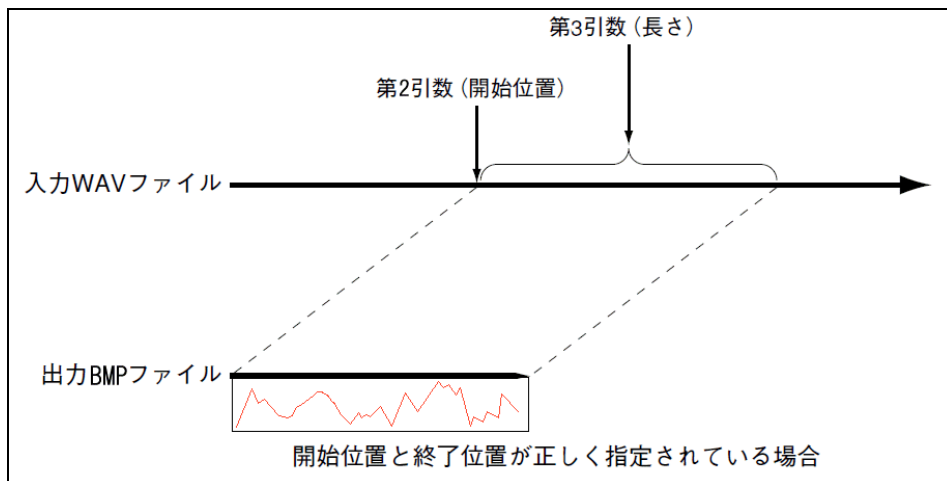 第3引数(長さ)
第2引数(開始位置)
入力WAVファイル
出力BMPファイル
開始位置と終了位置が正しく指定されている場合